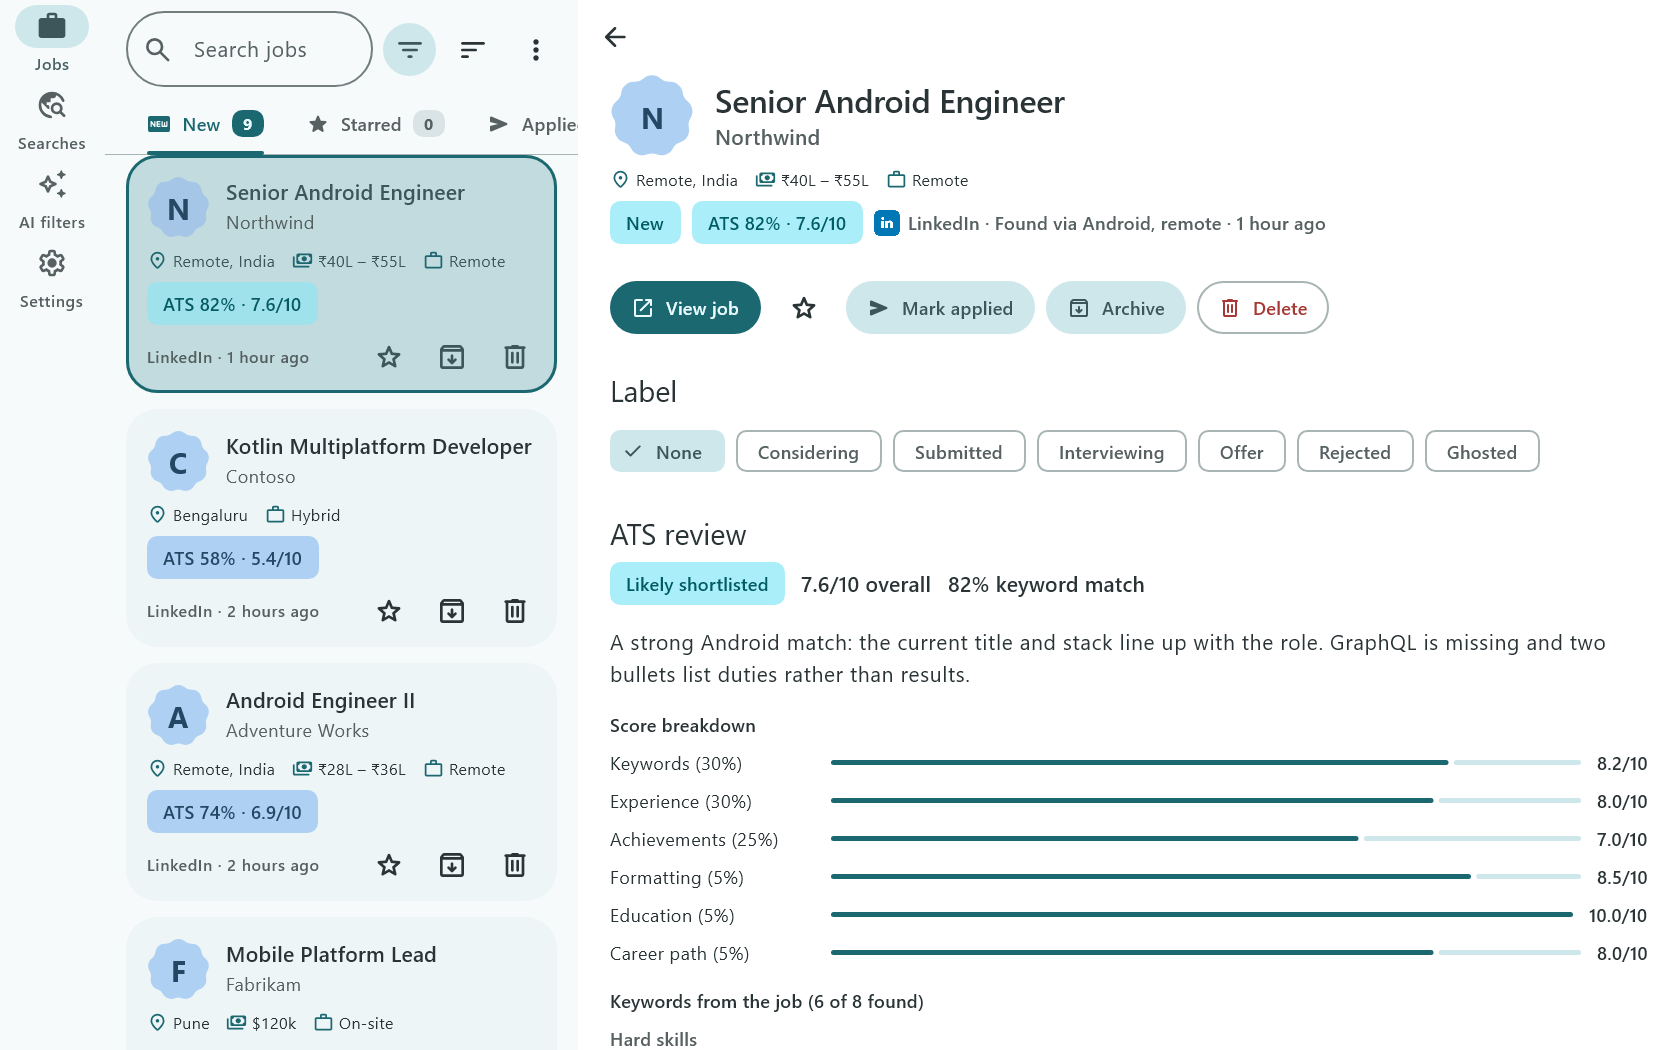 Jobs
Searches
AI filters
Settings
Search jobs
NEW New 9
Starred 0
Applie
N
Senior Android Engineer
Northwind
Remote, India ₹40L – ₹55L Remote
ATS 82% · 7.6/10
LinkedIn · 1 hour ago
C
Kotlin Multiplatform Developer
Contoso
Bengaluru Hybrid
ATS 58% · 5.4/10
LinkedIn · 2 hours ago
A
Android Engineer II
Adventure Works
Remote, India ₹28L – ₹36L Remote
ATS 74% · 6.9/10
LinkedIn · 2 hours ago
F
Mobile Platform Lead
Fabrikam
Pune $120k On-site
N
Senior Android Engineer
Northwind
Remote, India ₹40L – ₹55L Remote
New ATS 82% · 7.6/10 in LinkedIn · Found via Android, remote · 1 hour ago
View job Mark applied Archive Delete
Label
None Considering Submitted Interviewing Offer Rejected Ghosted
ATS review
Likely shortlisted 7.6/10 overall 82% keyword match
A strong Android match: the current title and stack line up with the role. GraphQL is missing and two
bullets list duties rather than results.
Score breakdown
Keywords (30%) 8.2/10
Experience (30%) 8.0/10
Achievements (25%) 7.0/10
Formatting (5%) 8.5/10
Education (5%) 10.0/10
Career path (5%) 8.0/10
Keywords from the job (6 of 8 found)
Hard skills